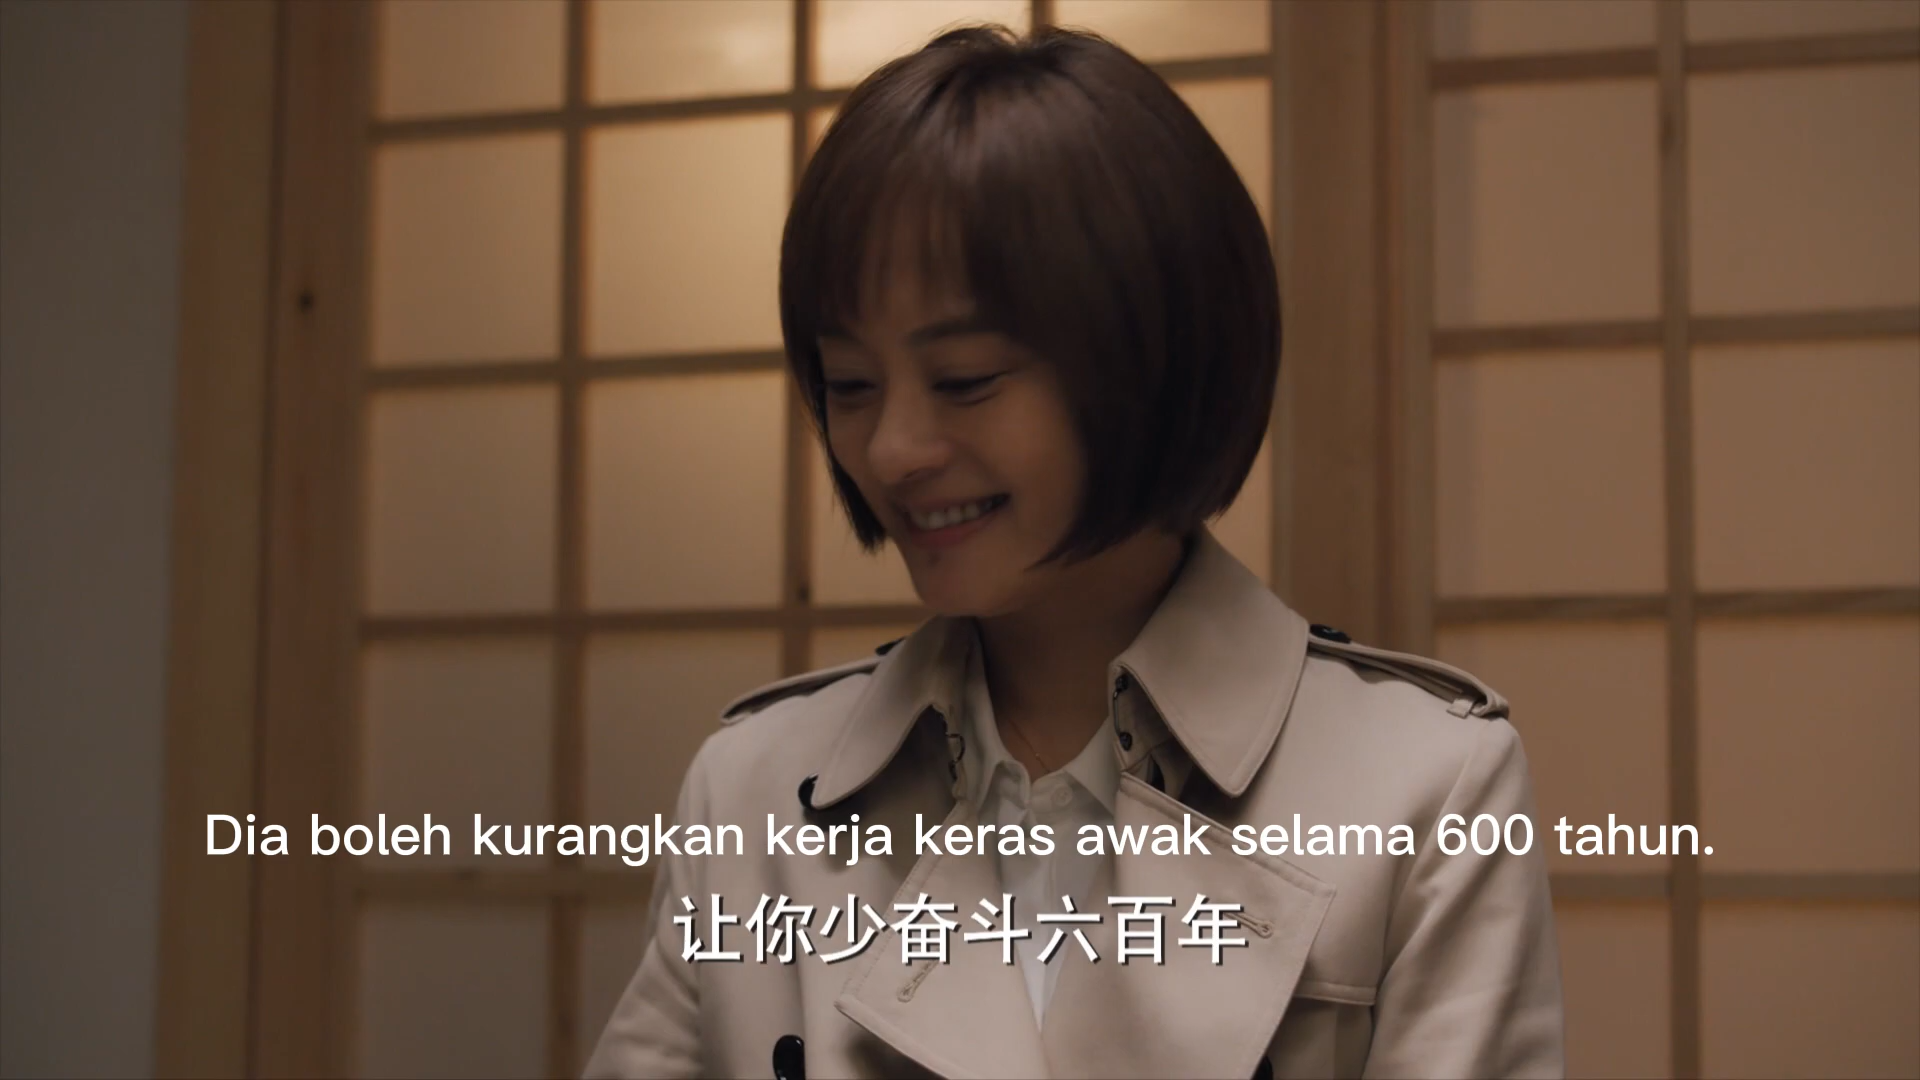 Dia boleh kurangkan kerja keras awak selama 600 tahun.
让你少奋斗六百年